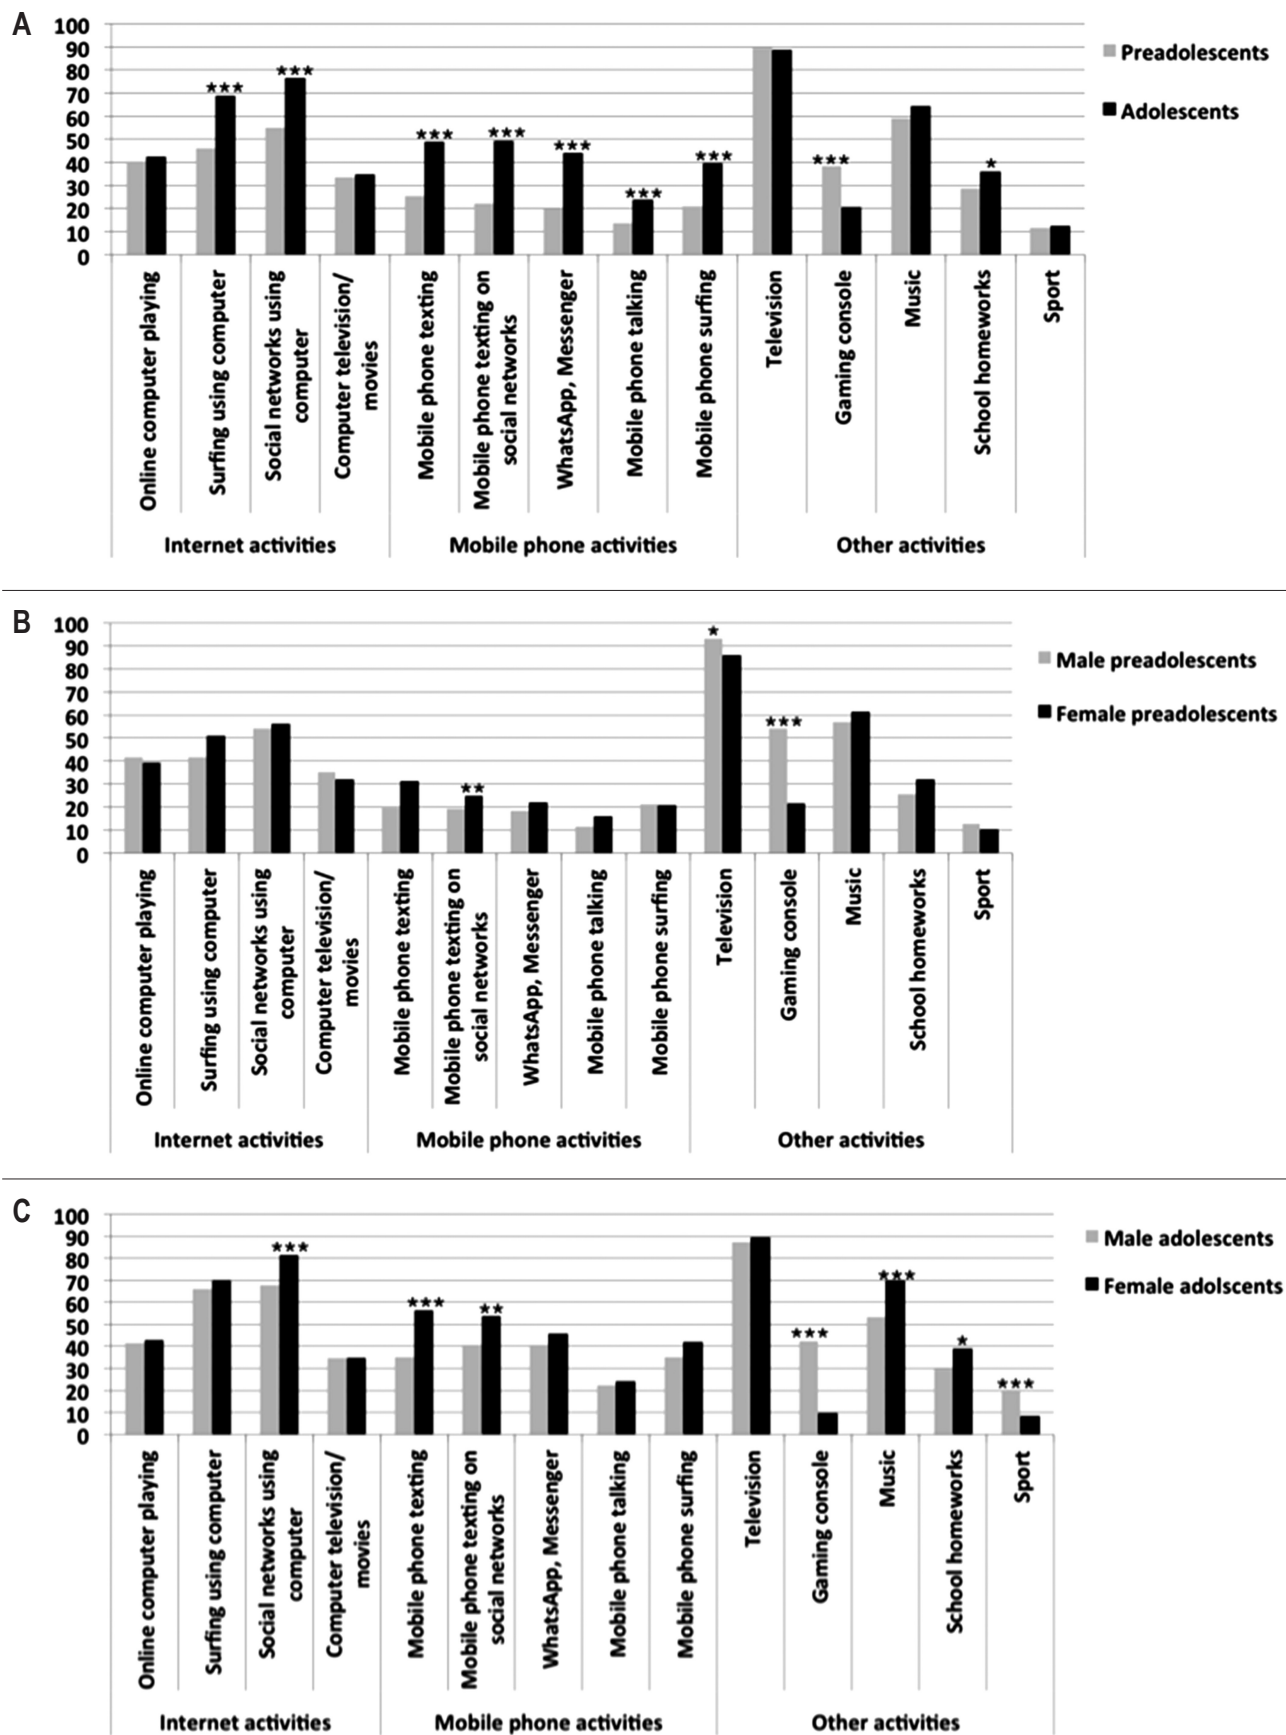 A
100
90
80
70
60
50
40
30
20
10
0
***
***
***
***
***
***
***
***
*
Preadolescents
Adolescents
Online computer playing
Surfing using computer
Social networks using
computer
Computer television/
movies
Mobile phone texting
Mobile phone texting on
social networks
WhatsApp, Messenger
Mobile phone talking
Mobile phone surfing
Television
Gaming console
Music
School homeworks
Sport
Internet activities
Mobile phone activities
Other activities
B
100
90
80
70
60
50
40
30
20
10
0
**
*
***
Male preadolescents
Female preadolescents
Online computer playing
Surfing using computer
Social networks using
computer
Computer television/
movies
Mobile phone texting
Mobile phone texting on
social networks
WhatsApp, Messenger
Mobile phone talking
Mobile phone surfing
Television
Gaming console
Music
School homeworks
Sport
Internet activities
Mobile phone activities
Other activities
C
100
90
80
70
60
50
40
30
20
10
0
***
***
**
***
***
*
***
Male adolescents
Female adolscents
Online computer playing
Surfing using computer
Social networks using
computer
Computer television/
movies
Mobile phone texting
Mobile phone texting on
social networks
WhatsApp, Messenger
Mobile phone talking
Mobile phone surfing
Television
Gaming console
Music
School homeworks
Sport
Internet activities
Mobile phone activities
Other activities